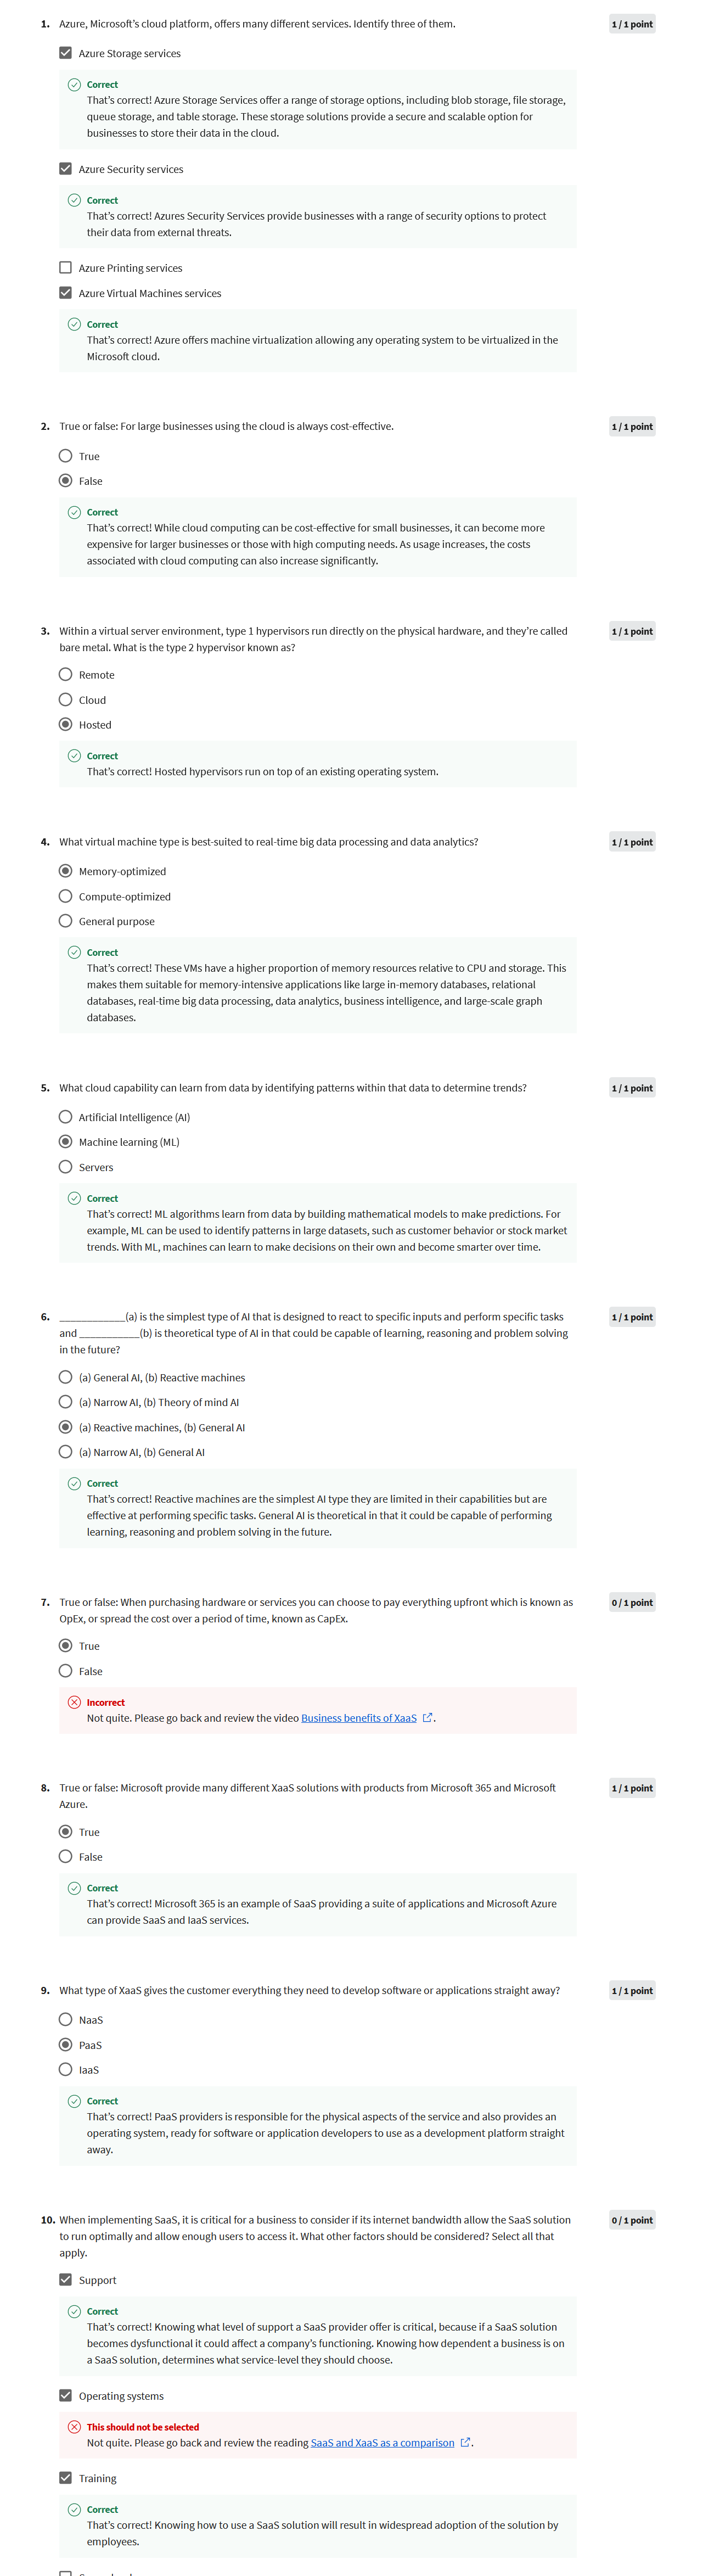 1. Azure, Microsoft's cloud platform, offers many different services. Identify three of them.
1 / 1 point
Azure Storage services
Correct
That's correct! Azure Storage Services offer a range of storage options, including blob storage, file storage,
queue storage, and table storage. These storage solutions provide a secure and scalable option for
businesses to store their data in the cloud.
Azure Security services
Correct
That's correct! Azures Security Services provide businesses with a range of security options to protect
their data from external threats.
Azure Printing services
Azure Virtual Machines services
Correct
That's correct! Azure offers machine virtualization allowing any operating system to be virtualized in the
Microsoft cloud.
2. True or false: For large businesses using the cloud is always cost-effective.
1 / 1 point
True
False
Correct
That's correct! While cloud computing can be cost-effective for small businesses, it can become more
expensive for larger businesses or those with high computing needs. As usage increases, the costs
associated with cloud computing can also increase significantly.
3. Within a virtual server environment, type 1 hypervisors run directly on the physical hardware, and they're called
bare metal. What is the type 2 hypervisor known as?
1 / 1 point
Remote
Cloud
Hosted
Correct
That's correct! Hosted hypervisors run on top of an existing operating system.
4. What virtual machine type is best-suited to real-time big data processing and data analytics?
1 / 1 point
Memory-optimized
Compute-optimized
General purpose
Correct
That's correct! These VMs have a higher proportion of memory resources relative to CPU and storage. This
makes them suitable for memory-intensive applications like large in-memory databases, relational
databases, real-time big data processing, data analytics, business intelligence, and large-scale graph
databases.
5. What cloud capability can learn from data by identifying patterns within that data to determine trends?
1 / 1 point
Artificial Intelligence (AI)
Machine learning (ML)
Servers
Correct
That's correct! ML algorithms learn from data by building mathematical models to make predictions. For
example, ML can be used to identify patterns in large datasets, such as customer behavior or stock market
trends. With ML, machines can learn to make decisions on their own and become smarter over time.
6. ____________(a) is the simplest type of AI that is designed to react to specific inputs and perform specific tasks
and ___________(b) is theoretical type of AI in that could be capable of learning, reasoning and problem solving
in the future?
1 / 1 point
(a) General AI, (b) Reactive machines
(a) Narrow AI, (b) Theory of mind AI
(a) Reactive machines, (b) General AI
(a) Narrow AI, (b) General AI
Correct
That's correct! Reactive machines are the simplest AI type they are limited in their capabilities but are
effective at performing specific tasks. General AI is theoretical in that it could be capable of performing
learning, reasoning and problem solving in the future.
7. True or false: When purchasing hardware or services you can choose to pay everything upfront which is known as
OpEx, or spread the cost over a period of time, known as CapEx.
0 / 1 point
True
False
Incorrect
Not quite. Please go back and review the video Business benefits of XaaS.
8. True or false: Microsoft provide many different XaaS solutions with products from Microsoft 365 and Microsoft
Azure.
1 / 1 point
True
False
Correct
That's correct! Microsoft 365 is an example of SaaS providing a suite of applications and Microsoft Azure
can provide SaaS and IaaS services.
9. What type of XaaS gives the customer everything they need to develop software or applications straight away?
1 / 1 point
NaaS
PaaS
IaaS
Correct
That's correct! PaaS providers is responsible for the physical aspects of the service and also provides an
operating system, ready for software or application developers to use as a development platform straight
away.
10. When implementing SaaS, it is critical for a business to consider if its internet bandwidth allow the SaaS solution
to run optimally and allow enough users to access it. What other factors should be considered? Select all that
apply.
0 / 1 point
Support
Correct
That's correct! Knowing what level of support a SaaS provider offer is critical, because if a SaaS solution
becomes dysfunctional it could affect a company's functioning. Knowing how dependent a business is on
a SaaS solution, determines what service-level they should choose.
Operating systems
This should not be selected
Not quite. Please go back and review the reading SaaS and XaaS as a comparison.
Training
Correct
That's correct! Knowing how to use a SaaS solution will result in widespread adoption of the solution by
employees.